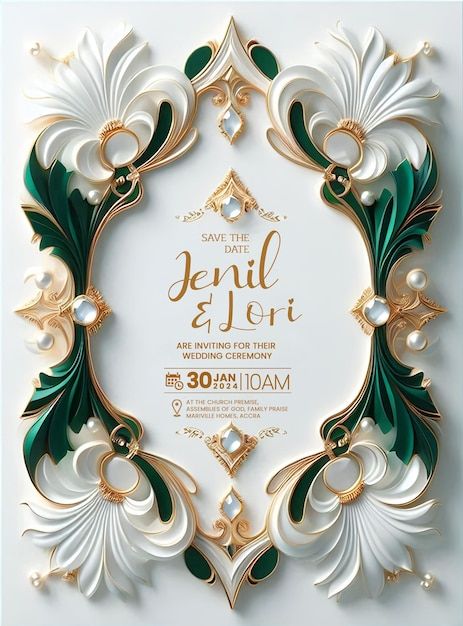 SAVE THE
DATE
Jenil
& Lori
ARE INVITING FOR THEIR
WEDDING CEREMONY
30 JAN 2024 | 10AM
AT THE CHURCH PREMISE,
ASSEMBLIES OF GOD, FAMILY PRAISE
MARIVILLE HOMES, ACCRA